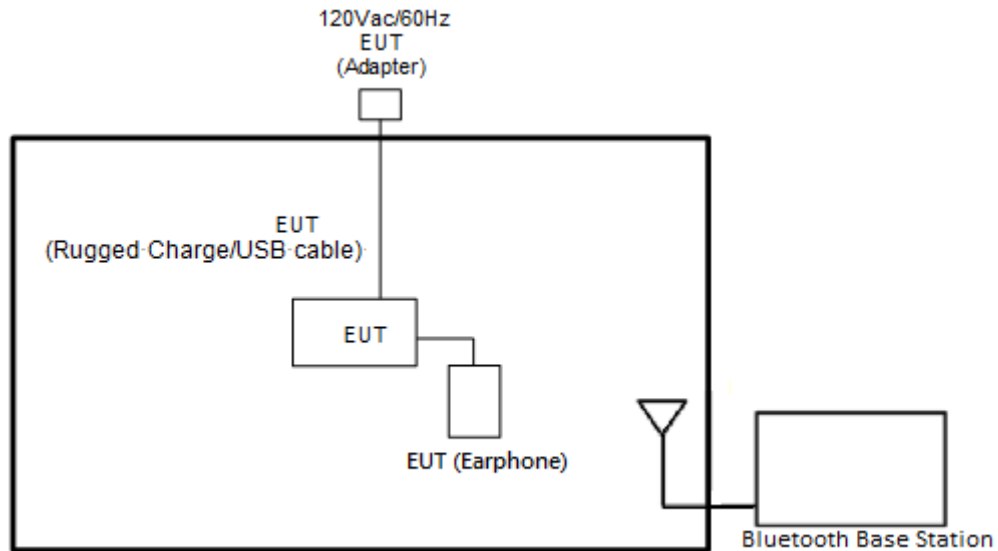 120Vac/60Hz
EUT
(Adapter)
EUT
(Rugged Charge/USB cable)
EUT
EUT (Earphone)
Bluetooth Base Station